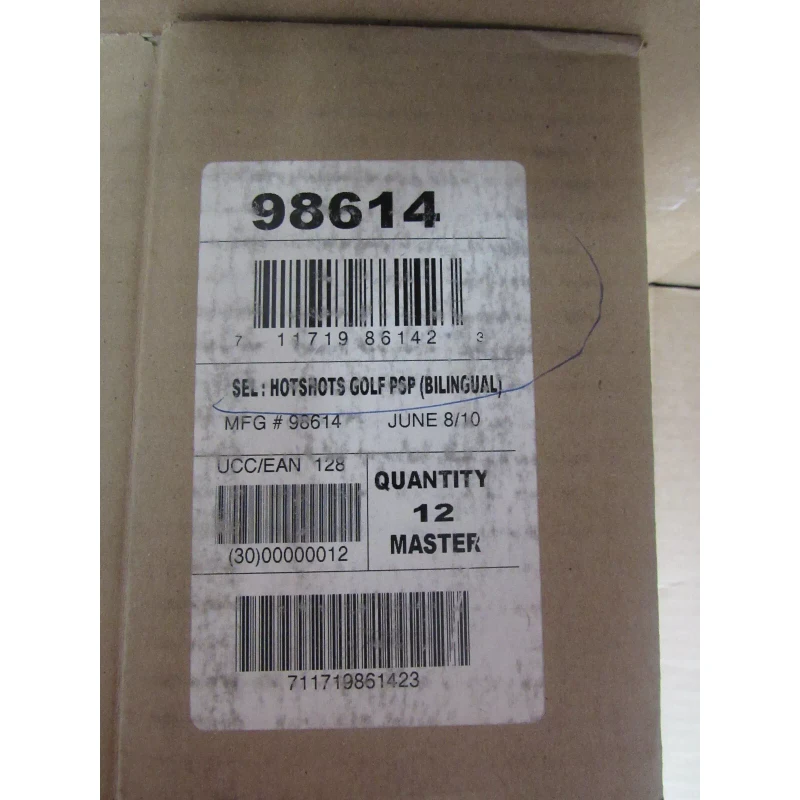 98614
7 11719 86142 3
SEL : HOTSHOTS GOLF PSP (BILINGUAL)
MFG # 98614 JUNE 8/10
UCC/EAN 128
(30)00000012
QUANTITY
12
MASTER
711719861423